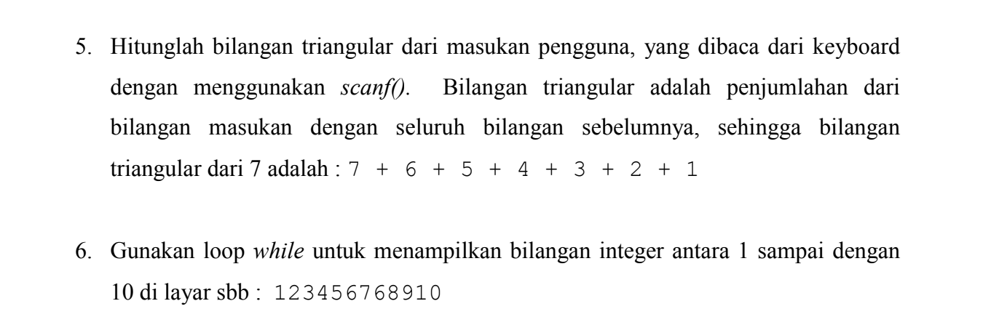 5. Hitunglah bilangan triangular dari masukan pengguna, yang dibaca dari keyboard
dengan menggunakan scanf(). Bilangan triangular adalah penjumlahan dari
bilangan masukan dengan seluruh bilangan sebelumnya, sehingga bilangan
triangular dari 7 adalah : 7 + 6 + 5 + 4 + 3 + 2 + 1
6. Gunakan loop while untuk menampilkan bilangan integer antara 1 sampai dengan
10 di layar sbb : 123456768910